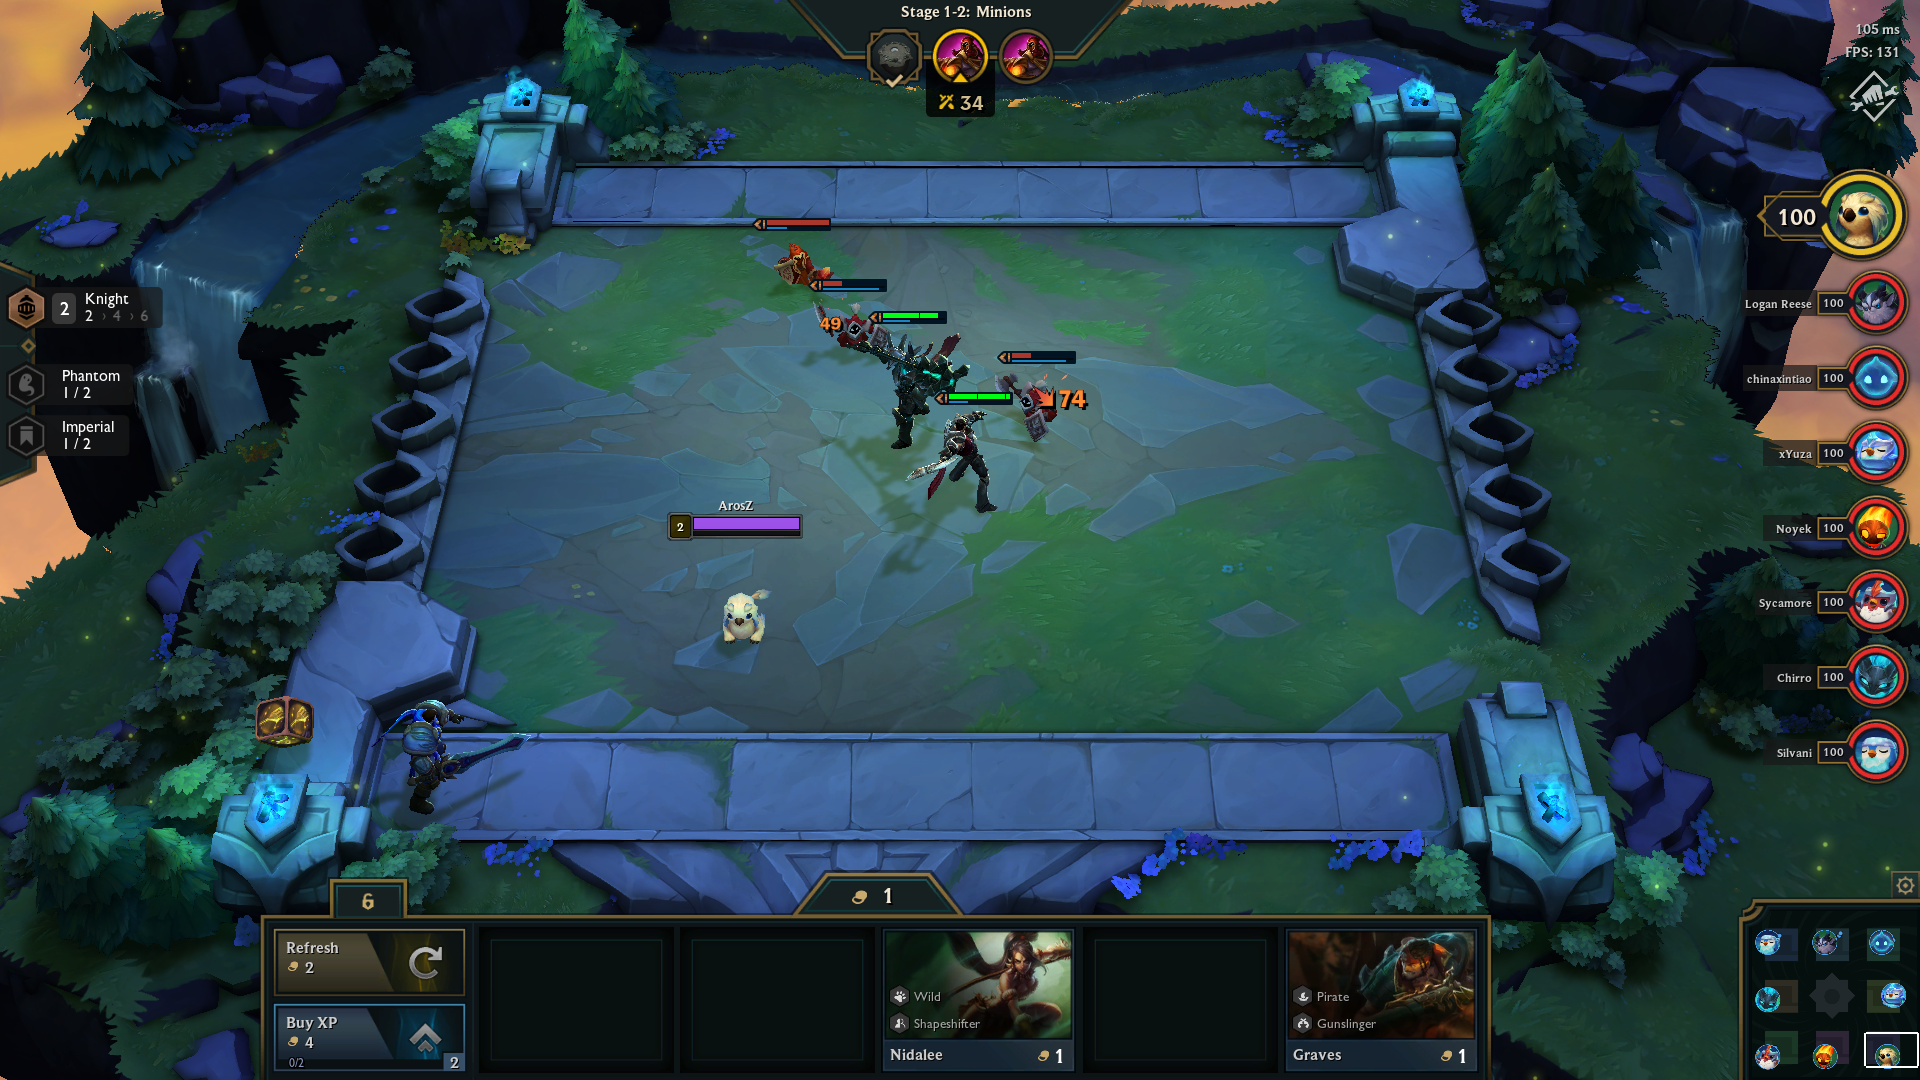 Stage 1-2: Minions
105 ms
FPS: 131
34
100
2
Knight
2 › 4 › 6
Phantom
1 / 2
Imperial
1 / 2
Logan Reese 100
chinaxintiao 100
xYuza 100
Noyek 100
Sycamore 100
Chirro 100
Silvani 100
49
74
ArosZ
2
6
1
Refresh
2
Buy XP
4
0/2
2
Wild
Shapeshifter
Nidalee 1
Pirate
Gunslinger
Graves 1